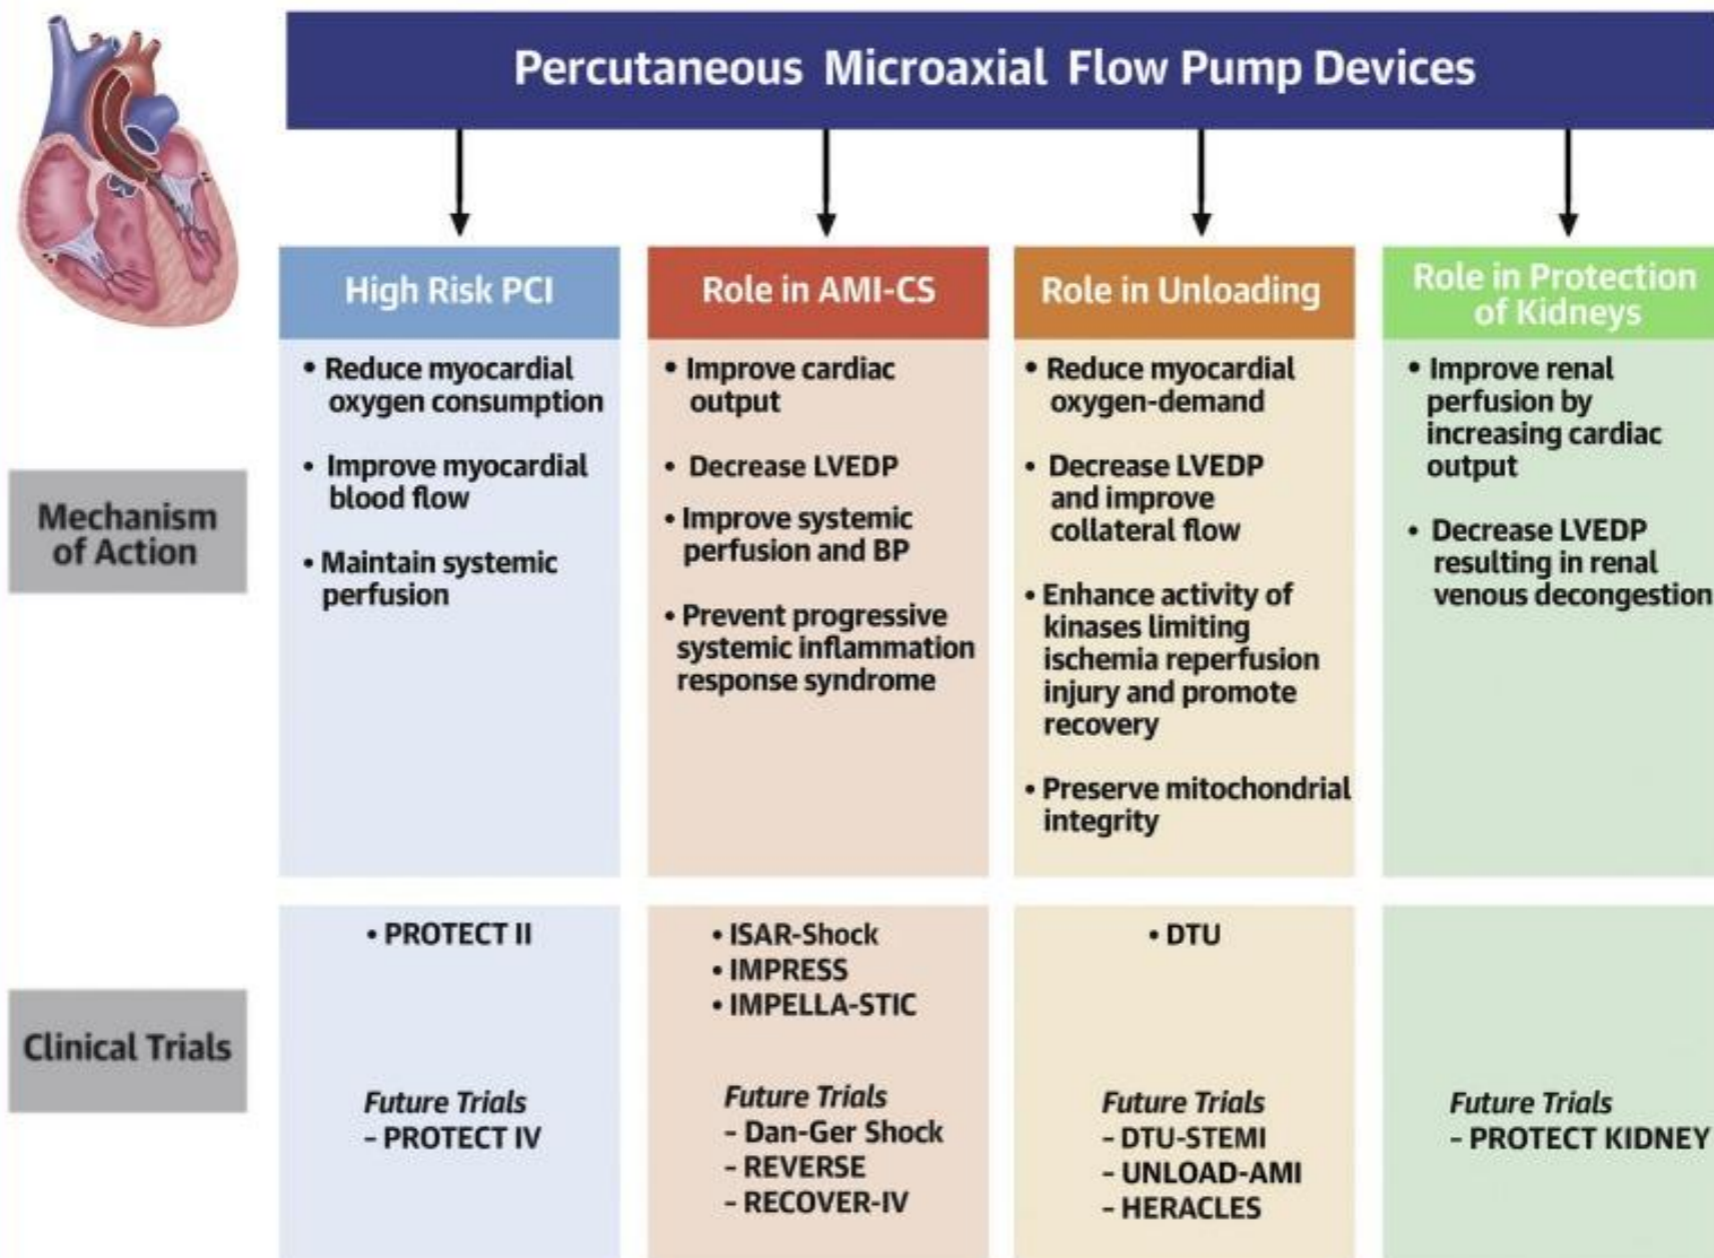 Percutaneous Microaxial Flow Pump Devices
High Risk PCI
Role in AMI-CS
Role in Unloading
Role in Protection
of Kidneys
Mechanism
of Action
• Reduce myocardial
oxygen consumption
• Improve myocardial
blood flow
• Maintain systemic
perfusion
• Improve cardiac
output
• Decrease LVEDP
• Improve systemic
perfusion and BP
• Prevent progressive
systemic inflammation
response syndrome
• Reduce myocardial
oxygen-demand
• Decrease LVEDP
and improve
collateral flow
• Enhance activity of
kinases limiting
ischemia reperfusion
injury and promote
recovery
• Preserve mitochondrial
integrity
• Improve renal
perfusion by
increasing cardiac
output
• Decrease LVEDP
resulting in renal
venous decongestion
Clinical Trials
• PROTECT II
Future Trials
– PROTECT IV
• ISAR-Shock
• IMPRESS
• IMPELLA-STIC
Future Trials
– Dan-Ger Shock
– REVERSE
– RECOVER-IV
• DTU
Future Trials
– DTU-STEMI
– UNLOAD-AMI
– HERACLES
Future Trials
– PROTECT KIDNEY